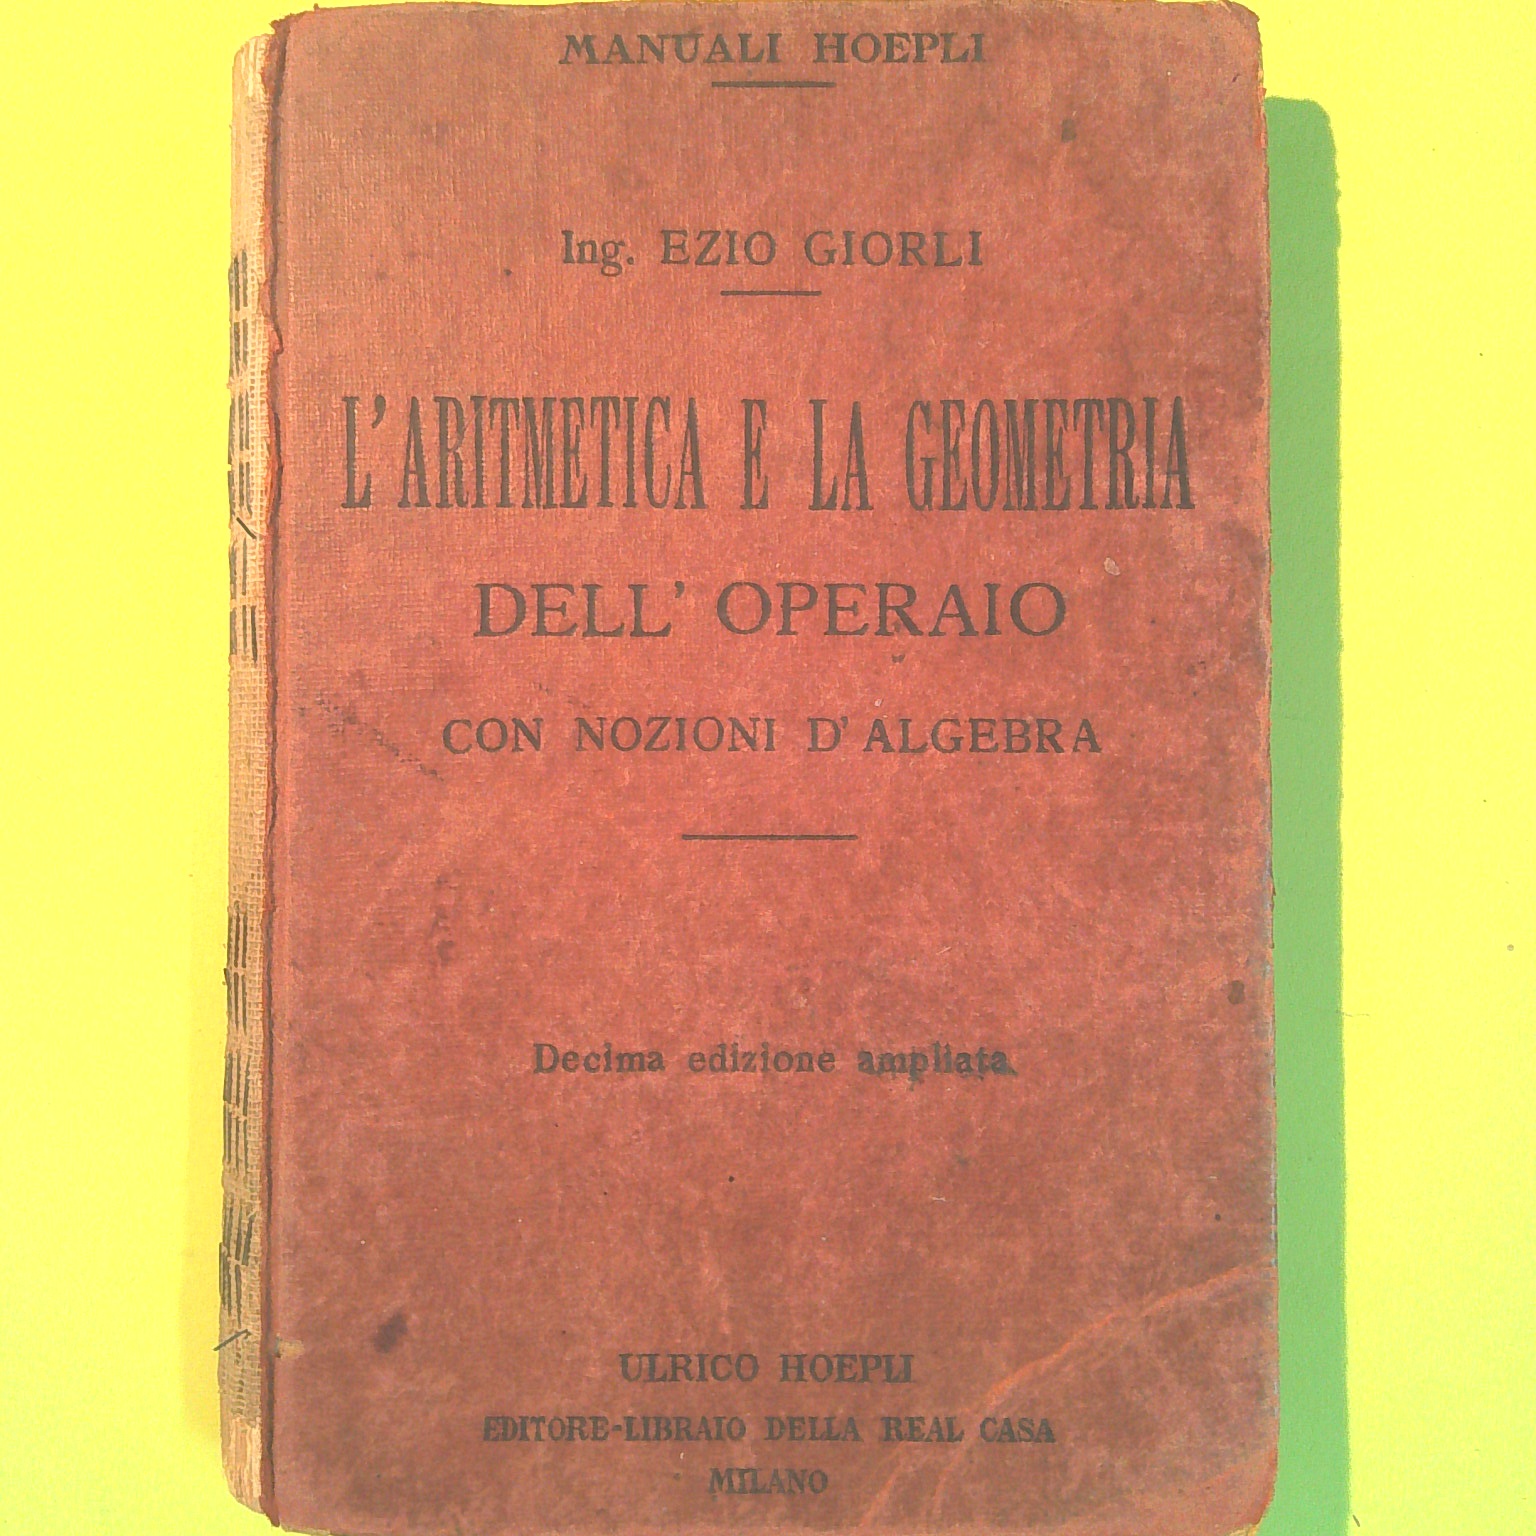 MANUALI HOEPLI
Ing. EZIO GIORLI
L'ARITMETICA E LA GEOMETRIA
DELL' OPERAIO
CON NOZIONI D'ALGEBRA
Decima edizione ampliata
ULRICO HOEPLI
EDITORE-LIBRAIO DELLA REAL CASA
MILANO